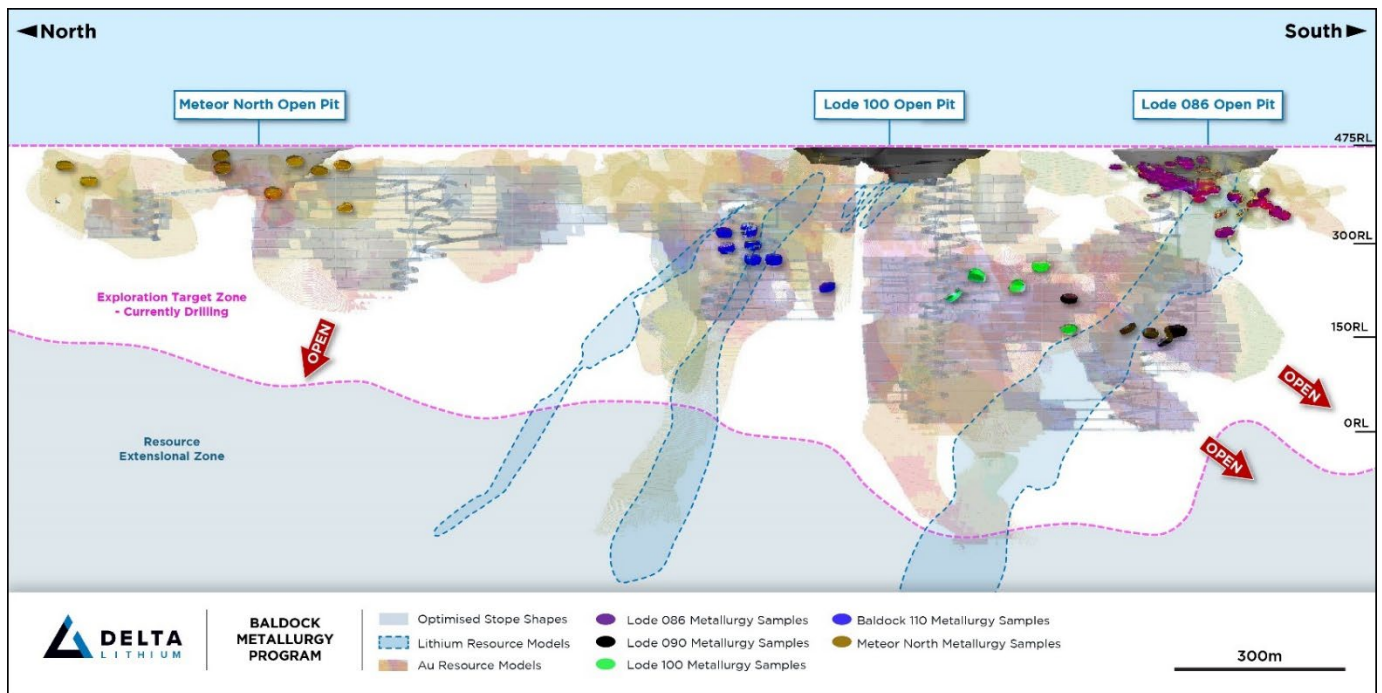 North
South
Meteor North Open Pit
Lode 100 Open Pit
Lode 086 Open Pit
475RL
300RL
Exploration Target Zone
- Currently Drilling
OPEN
150RL
OPEN
0RL
Resource
Extensional Zone
OPEN
DELTA
LITHIUM
BALDOCK
METALLURGY
PROGRAM
Optimised Stope Shapes
Lithium Resource Models
Au Resource Models
Lode 086 Metallurgy Samples
Lode 090 Metallurgy Samples
Lode 100 Metallurgy Samples
Baldock 110 Metallurgy Samples
Meteor North Metallurgy Samples
300m